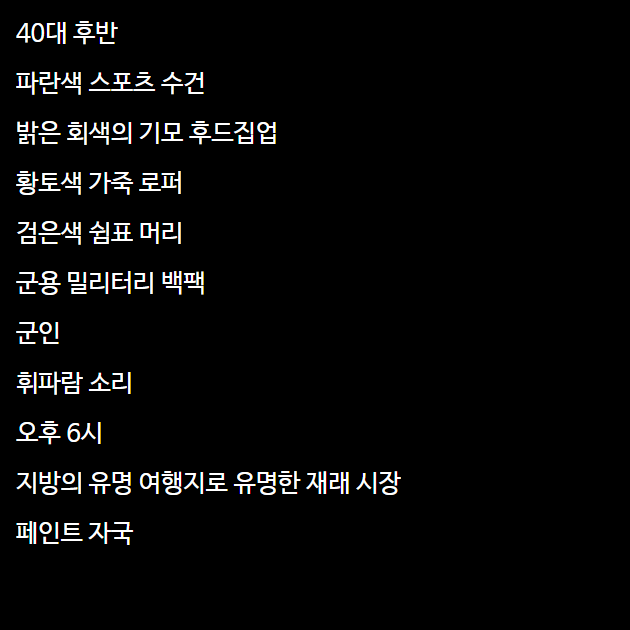 40대 후반
파란색 스포츠 수건
밝은 회색의 기모 후드집업
황토색 가죽 로퍼
검은색 쉼표 머리
군용 밀리터리 백팩
군인
휘파람 소리
오후 6시
지방의 유명 여행지로 유명한 재래 시장
페인트 자국